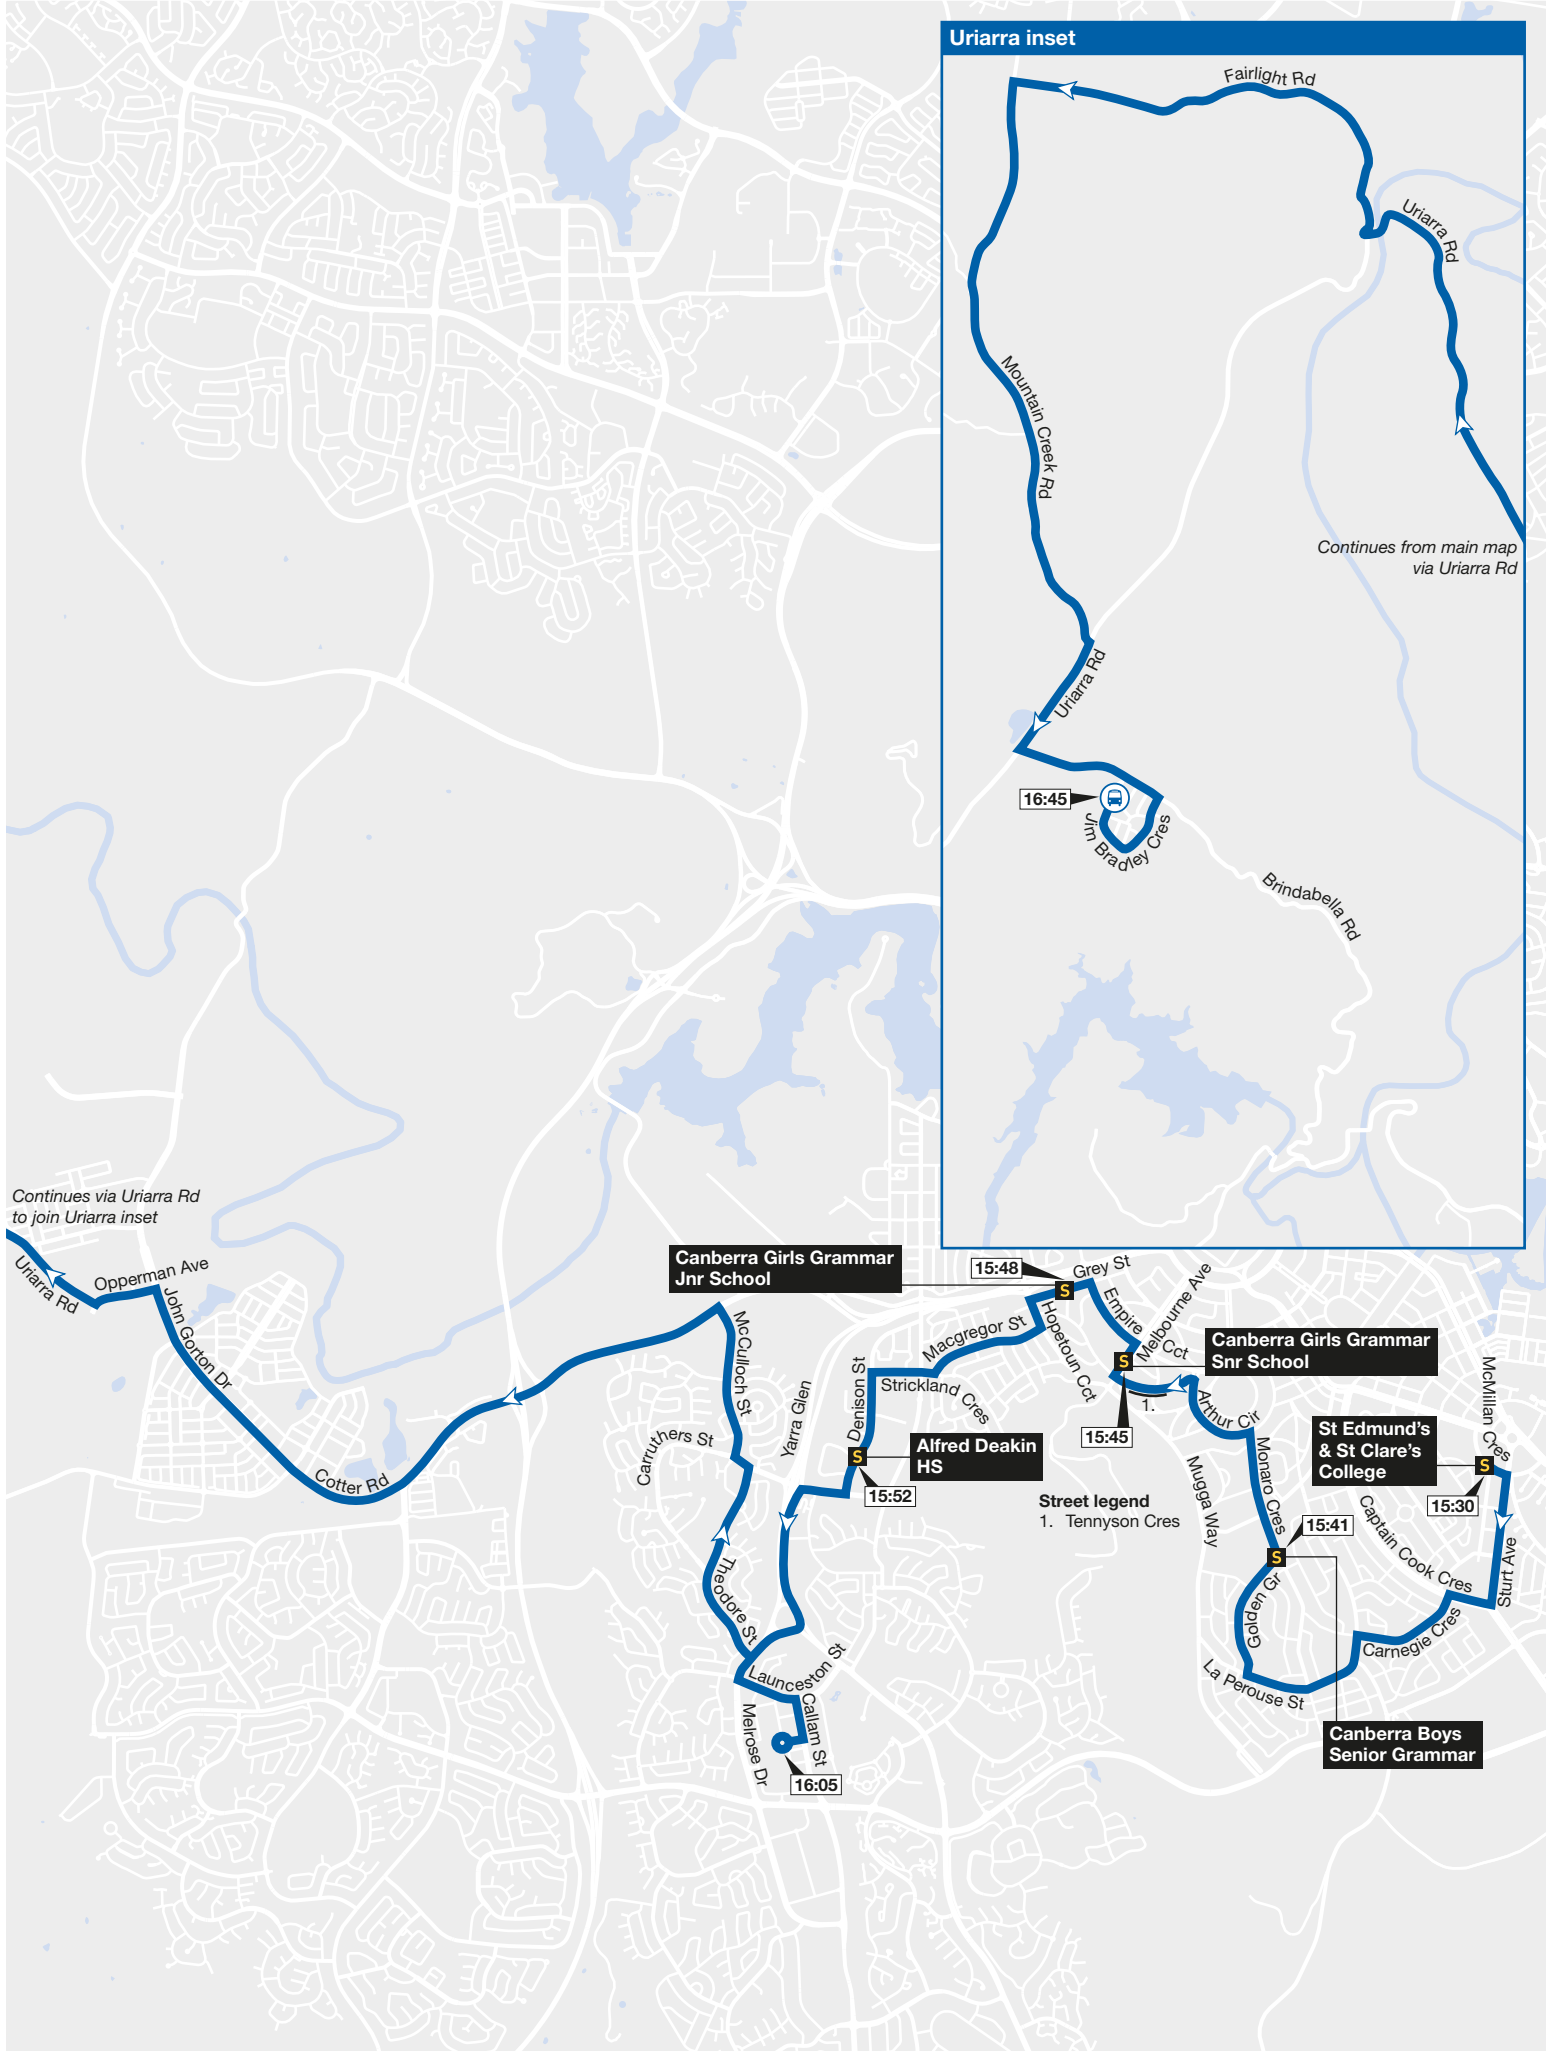 Uriarra inset
Fairlight Rd
Uriarra Rd
Mountain Creek Rd
Continues from main map
via Uriarra Rd
Uriarra Rd
16:45
Jim Bradley Cres
Brindabella Rd
Continues via Uriarra Rd
to join Uriarra inset
Uriarra Rd
Opperman Ave
John Gorton Dr
Cotter Rd
Canberra Girls Grammar
Jnr School
15:48
Grey St
Empire Cct
Melbourne Ave
Hopetoun Cct
Macgregor St
Canberra Girls Grammar
Snr School
McCulloch St
Denison St
Strickland Cres
Yarra Glen
Carruthers St
1.
Arthur Cir
15:45
McMillan Cres
St Edmund's
& St Clare's
College
15:30
Alfred Deakin
HS
15:52
Street legend
1. Tennyson Cres
Mugga Way
Monaro Cres
15:41
Captain Cook Cres
Sturt Ave
Golden Gr
Carnegie Cres
La Perouse St
Theodore St
Launceston St
Callam St
Melrose Dr
16:05
Canberra Boys
Senior Grammar
S
S
S
S
S